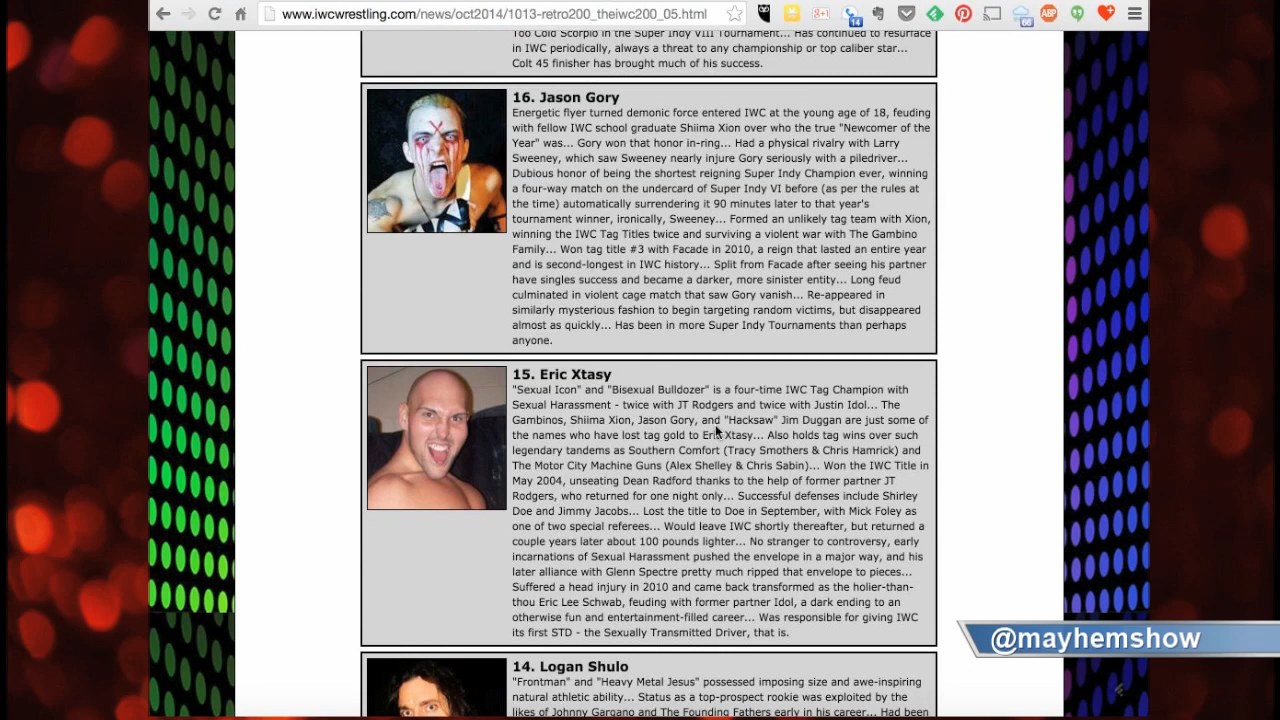 www.iwcwrestling.com/news/oct2014/1013-retro200_theiwc200_05.html
14
ABP
66
Too Cold Scorpio in the Super Indy VIII Tournament... Has continued to resurface
in IWC periodically, always a threat to any championship or top caliber star...
Colt 45 finisher has brought much of his success.
16. Jason Gory
Energetic flyer turned demonic force entered IWC at the young age of 18, feuding
with fellow IWC school graduate Shiima Xion over who the true "Newcomer of the
Year" was... Gory won that honor in-ring... Had a physical rivalry with Larry
Sweeney, which saw Sweeney nearly injure Gory seriously with a piledriver...
Dubious honor of being the shortest reigning Super Indy Champion ever, winning
a four-way match on the undercard of Super Indy VI before (as per the rules at
the time) automatically surrendering it 90 minutes later to that year's
tournament winner, ironically, Sweeney... Formed an unlikely tag team with Xion,
winning the IWC Tag Titles twice and surviving a violent war with The Gambino
Family... Won tag title #3 with Facade in 2010, a reign that lasted an entire year
and is second-longest in IWC history... Split from Facade after seeing his partner
have singles success and became a darker, more sinister entity... Long feud
culminated in violent cage match that saw Gory vanish... Re-appeared in
similarly mysterious fashion to begin targeting random victims, but disappeared
almost as quickly... Has been in more Super Indy Tournaments than perhaps
anyone.
15. Eric Xtasy
"Sexual Icon" and "Bisexual Bulldozer" is a four-time IWC Tag Champion with
Sexual Harassment - twice with JT Rodgers and twice with Justin Idol... The
Gambinos, Shiima Xion, Jason Gory, and "Hacksaw" Jim Duggan are just some of
the names who have lost tag gold to Eric Xtasy... Also holds tag wins over such
legendary tandems as Southern Comfort (Tracy Smothers & Chris Hamrick) and
The Motor City Machine Guns (Alex Shelley & Chris Sabin)... Won the IWC Title in
May 2004, unseating Dean Radford thanks to the help of former partner JT
Rodgers, who returned for one night only... Successful defenses include Shirley
Doe and Jimmy Jacobs... Lost the title to Doe in September, with Mick Foley as
one of two special referees... Would leave IWC shortly thereafter, but returned a
couple years later about 100 pounds lighter... No stranger to controversy, early
incarnations of Sexual Harassment pushed the envelope in a major way, and his
later alliance with Glenn Spectre pretty much ripped that envelope to pieces...
Suffered a head injury in 2010 and came back transformed as the holier-than-
thou Eric Lee Schwab, feuding with former partner Idol, a dark ending to an
otherwise fun and entertainment-filled career... Was responsible for giving IWC
its first STD - the Sexually Transmitted Driver, that is.
@mayhemshow
14. Logan Shulo
"Frontman" and "Heavy Metal Jesus" possessed imposing size and awe-inspiring
natural athletic ability... Status as a top-prospect rookie was exploited by the
likes of Johnny Gargano and The Founding Fathers early in his career... Had been